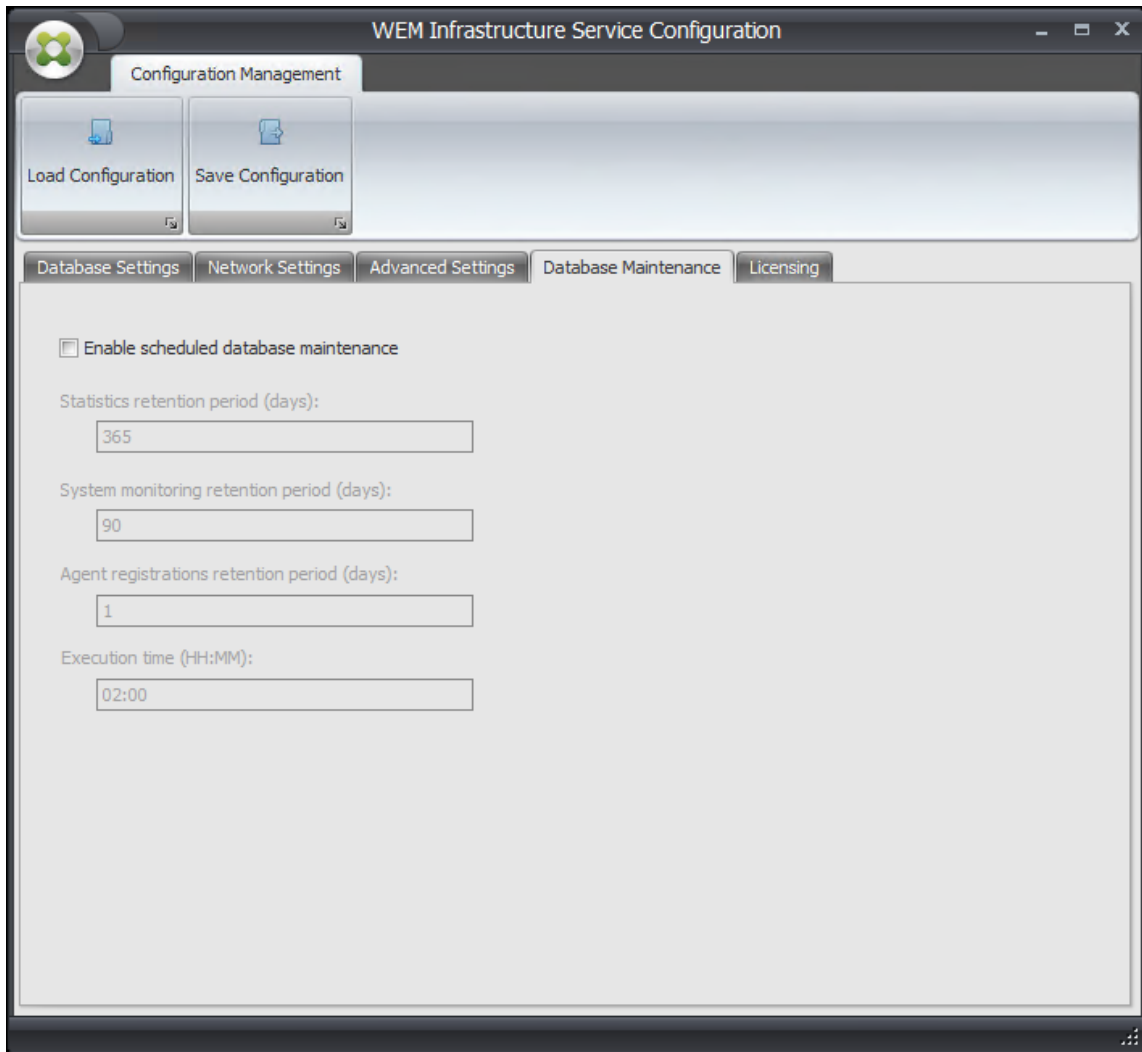 WEM Infrastructure Service Configuration
Configuration Management
Load Configuration
Save Configuration
Database Settings
Network Settings
Advanced Settings
Database Maintenance
Licensing
Enable scheduled database maintenance
Statistics retention period (days):
365
System monitoring retention period (days):
90
Agent registrations retention period (days):
1
Execution time (HH:MM):
02:00